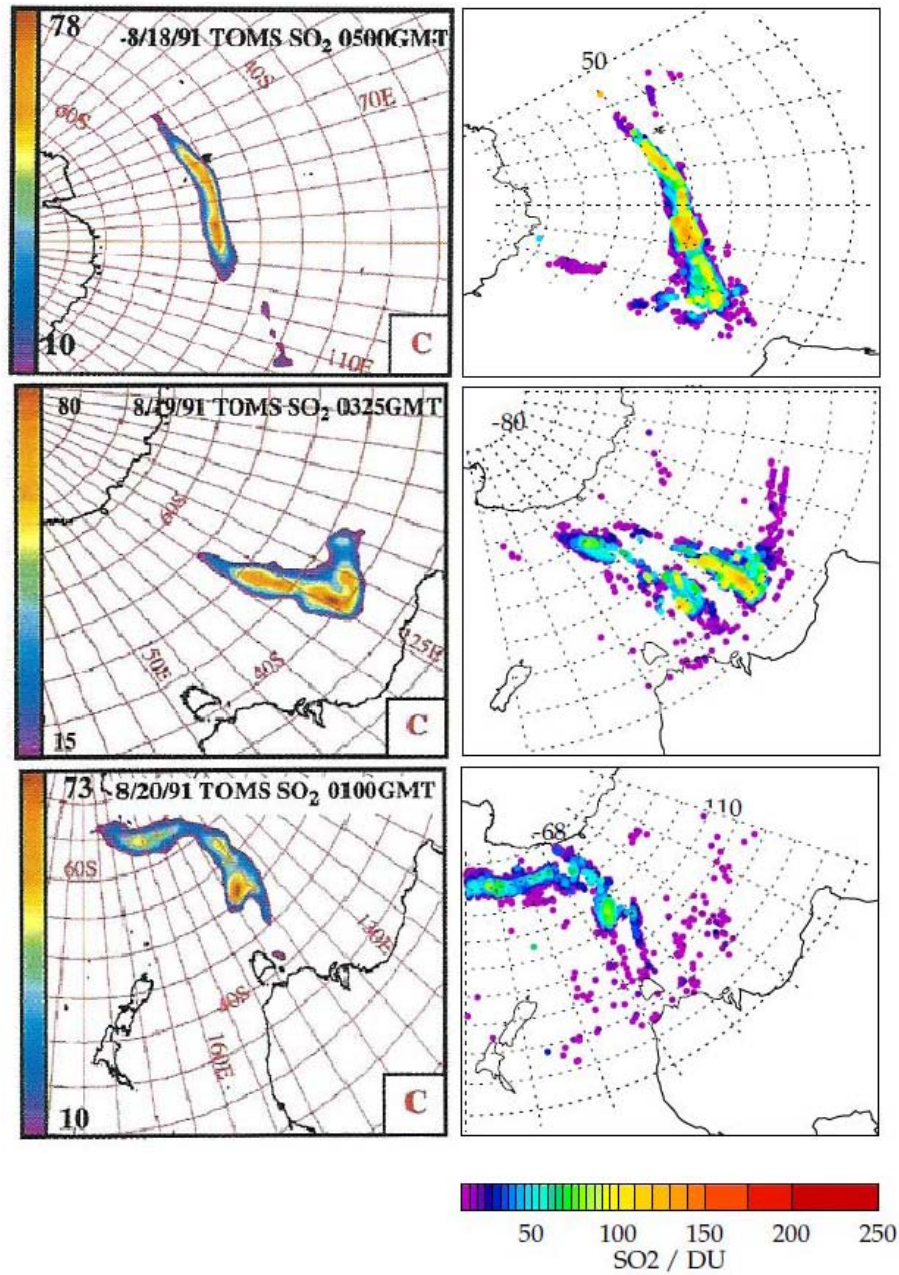 78
-8/18/91 TOMS SO2 0500GMT
40S
70E
60S
110E
10
C
50
80
8/19/91 TOMS SO2 0325GMT
60S
50E
40S
125E
15
C
-80
73
8/20/91 TOMS SO2 0100GMT
60S
130E
40S
160E
10
C
-68
110
50 100 150 200 250
SO2 / DU